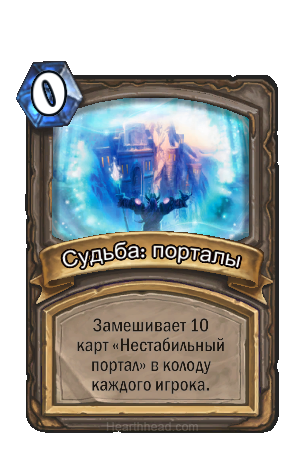 0
Судьба: порталы
Замешивает 10
карт «Нестабильный
портал» в колоду
каждого игрока.
Hearthhead.com